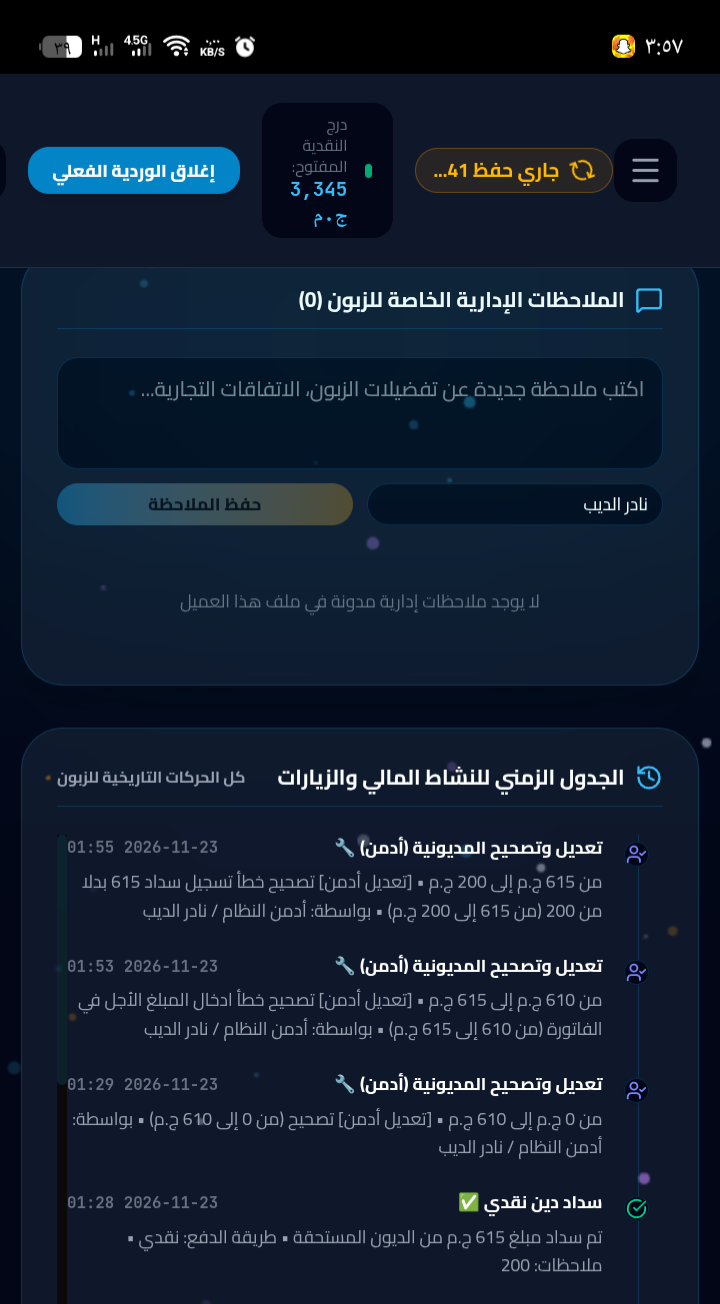 ٣:٥٧
٣٩
H
4.5G
KB/S
جاري حفظ 41...
درج
النقدية
المفتوح:
3,345
ج.م
إغلاق الوردية الفعلي
الملاحظات الإدارية الخاصة للزبون (0)
اكتب ملاحظة جديدة عن تفضيلات الزبون، الاتفاقات التجارية...
نادر الديب
حفظ الملاحظة
لا يوجد ملاحظات إدارية مدونة في ملف هذا العميل
الجدول الزمني للنشاط المالي والزيارات
كل الحركات التاريخية للزبون
تعديل وتصحيح المديونية (أدمن) 🔧
01:55 2026-11-23
من 615 ج.م إلى 200 ج.م • [تعديل أدمن] تصحيح خطأ تسجيل سداد 615 بدلا
من 200 (من 615 إلى 200 ج.م) • بواسطة: أدمن النظام / نادر الديب
تعديل وتصحيح المديونية (أدمن) 🔧
01:53 2026-11-23
من 610 ج.م إلى 615 ج.م • [تعديل أدمن] تصحيح خطأ ادخال المبلغ الأجل في
الفاتورة (من 610 إلى 615 ج.م) • بواسطة: أدمن النظام / نادر الديب
تعديل وتصحيح المديونية (أدمن) 🔧
01:29 2026-11-23
من 0 ج.م إلى 610 ج.م • [تعديل أدمن] تصحيح (من 0 إلى 610 ج.م) • بواسطة:
أدمن النظام / نادر الديب
سداد دين نقدي ✅
01:28 2026-11-23
تم سداد مبلغ 615 ج.م من الديون المستحقة • طريقة الدفع: نقدي •
ملاحظات: 200